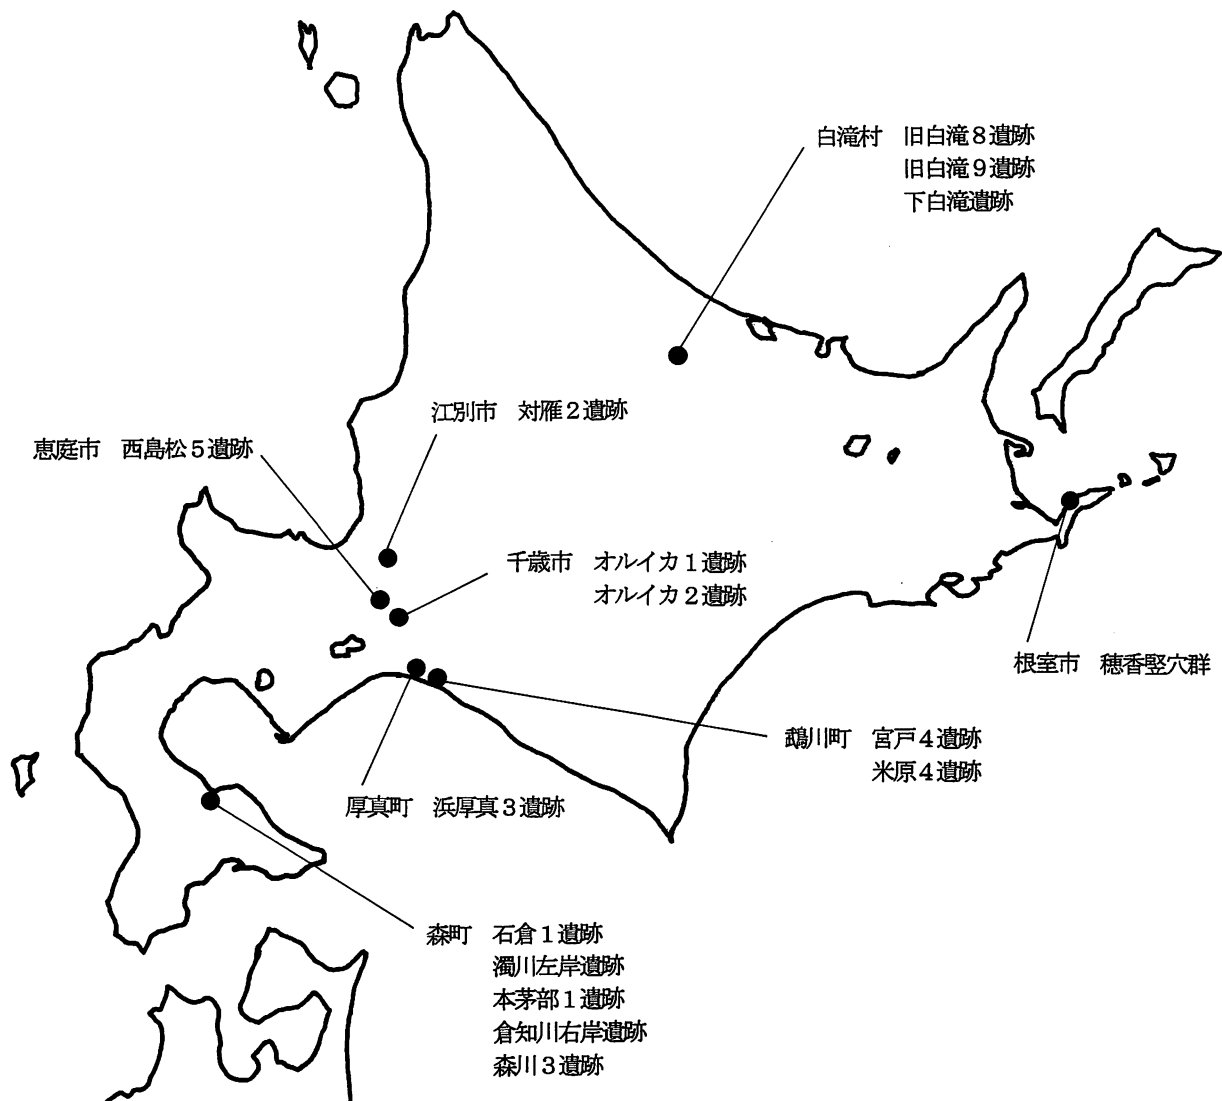 白滝村　旧白滝8遺跡
旧白滝9遺跡
下白滝遺跡
江別市　対雁2遺跡
恵庭市　西島松5遺跡
千歳市　オルイカ1遺跡
オルイカ2遺跡
根室市　穂香竪穴群
鵡川町　宮戸4遺跡
米原4遺跡
厚真町　浜厚真3遺跡
森町　石倉1遺跡
濁川左岸遺跡
本茅部1遺跡
倉知川右岸遺跡
森川3遺跡